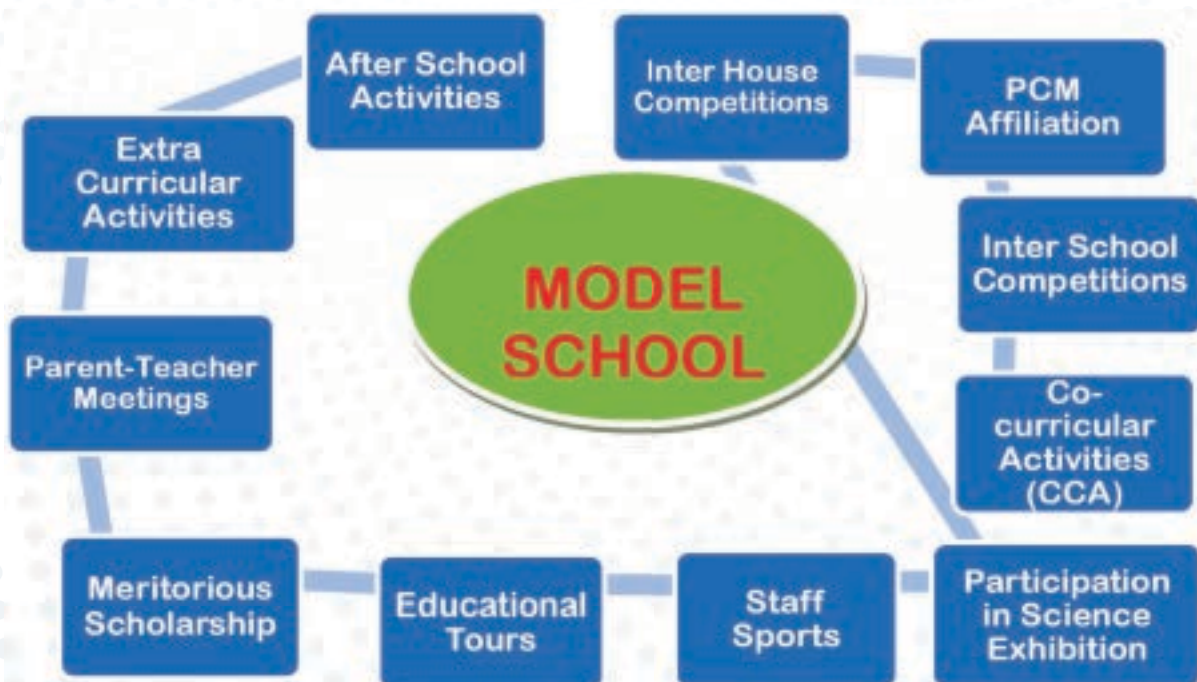 After School
Activities
Inter House
Competitions
PCM
Affiliation
Extra
Curricular
Activities
Inter School
Competitions
MODEL
SCHOOL
Parent-Teacher
Meetings
Co-
curricular
Activities
(CCA)
Meritorious
Scholarship
Educational
Tours
Staff
Sports
Participation
in Science
Exhibition